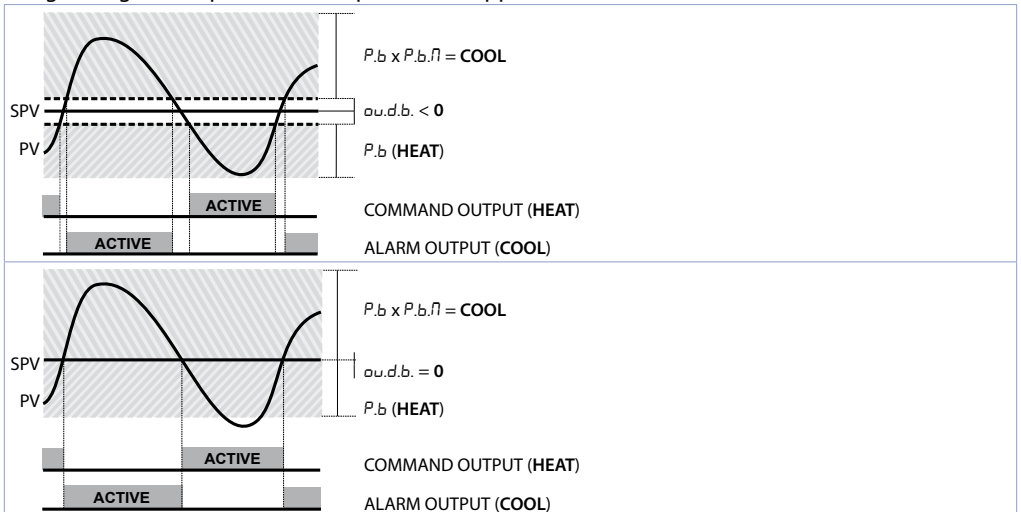 P.b x P.b.П = COOL
SPV
ou.d.b. < 0
PV
P.b (HEAT)
ACTIVE
COMMAND OUTPUT (HEAT)
ACTIVE
ALARM OUTPUT (COOL)
P.b x P.b.П = COOL
SPV
ou.d.b. = 0
PV
P.b (HEAT)
ACTIVE
COMMAND OUTPUT (HEAT)
ACTIVE
ALARM OUTPUT (COOL)